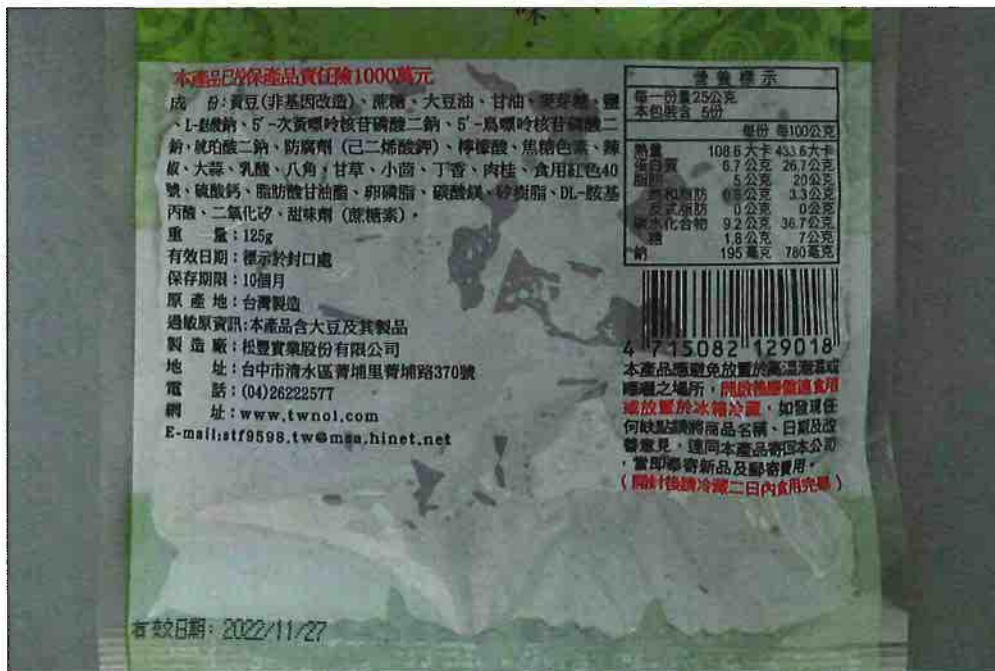 味
本產品已投保產品責任險1000萬元
成　份:黃豆(非基因改造)、蔗糖、大豆油、甘油、麥芽糖、鹽
、L-麩酸鈉、5'-次黃嘌呤核苷磷酸二鈉、5'-鳥嘌呤核苷磷酸二
鈉、琥珀酸二鈉、防腐劑（己二烯酸鉀）、檸檬酸、焦糖色素、辣
椒、大蒜、乳酸、八角、甘草、小茴、丁香、肉桂、食用紅色40
號、硫酸鈣、脂肪酸甘油酯、卵磷脂、碳酸鎂、矽樹脂、DL-胺基
丙酸、二氧化矽、甜味劑（蔗糖素）。
重　　量：125g
有效日期：標示於封口處
保存期限：10個月
原 產 地：台灣製造
過敏原資訊:本產品含大豆及其製品
製 造 廠：松豐實業股份有限公司
地　　址：台中市清水區菁埔里菁埔路370號
電　　話：(04)26222577
網　　址：www.twnol.com
E-mail:stf9598.tw@msa.hinet.net
營養標示
每一份量25公克
本包裝含 5份
每份 每100公克
熱量 108.6大卡 433.6大卡
蛋白質 6.7公克 26.7公克
脂肪 5公克 20公克
飽和脂肪 0.8公克 3.3公克
反式脂肪 0公克 0公克
碳水化合物 9.2公克 36.7公克
糖 1.8公克 7公克
鈉 195毫克 780毫克
4 715082 129018
本產品應避免放置於高溫潮濕或
曝曬之場所，開啟後應儘速食用
或放置於冰箱冷藏，如發現任
何缺點請將商品名稱、日期及改
善意見，連同本產品寄回本公司
，當即奉寄新品及郵寄費用。
（開封後請冷藏二日內食用完畢）
有效日期: 2022/11/27